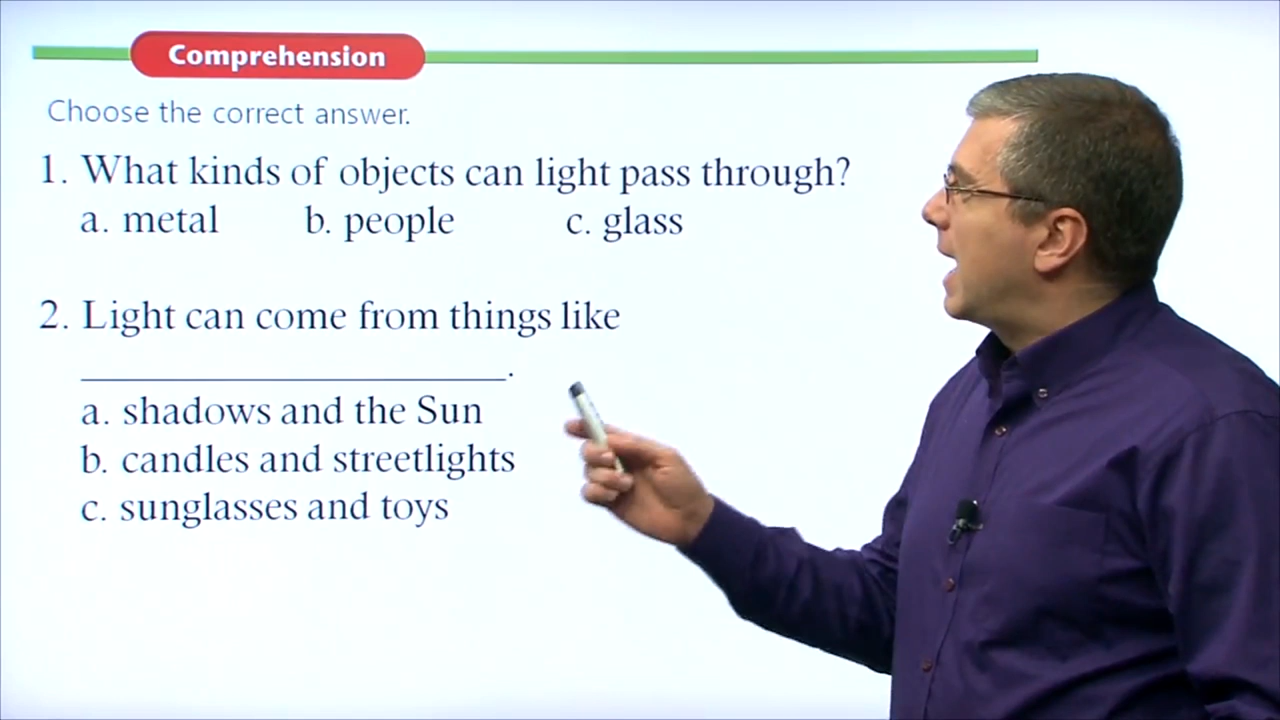 Comprehension
Choose the correct answer.
1. What kinds of objects can light pass through?
a. metal b. people c. glass
2. Light can come from things like
____________________.
a. shadows and the Sun
b. candles and streetlights
c. sunglasses and toys